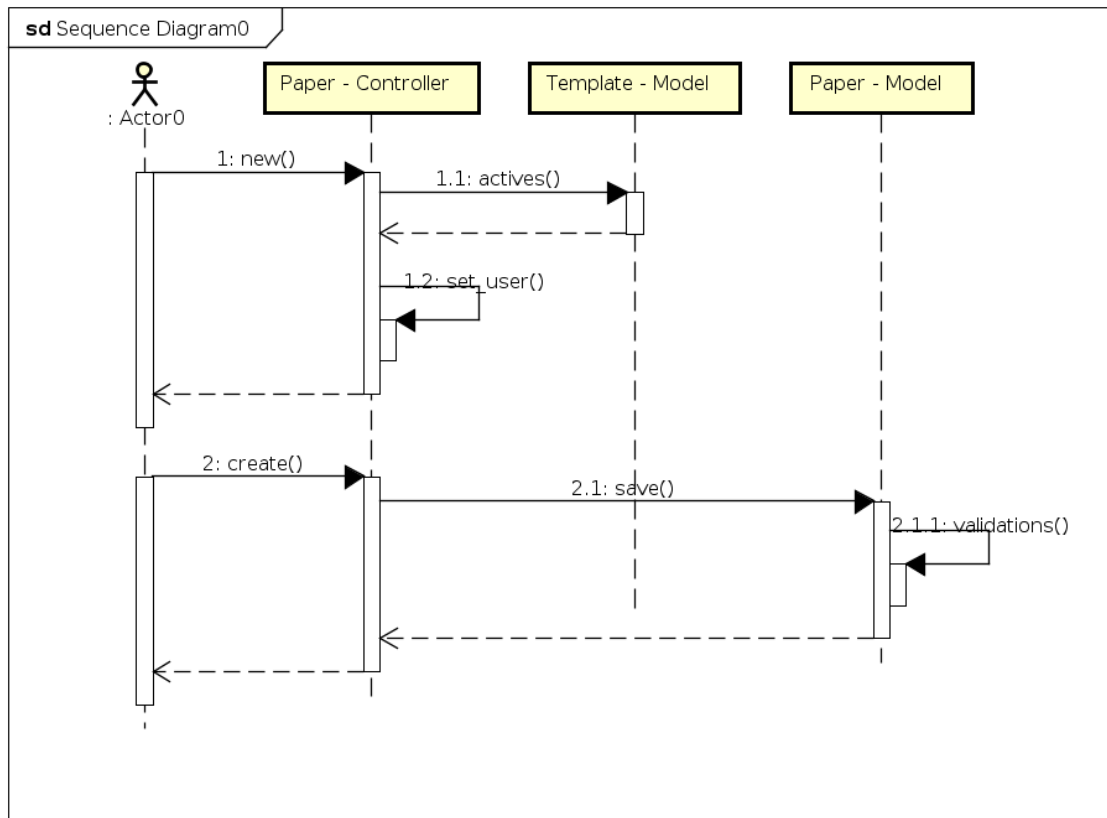 sd Sequence Diagram0
: Actor0
Paper - Controller
Template - Model
Paper - Model
1: new()
1.1: actives()
1.2: set_user()
2: create()
2.1: save()
2.1.1: validations()